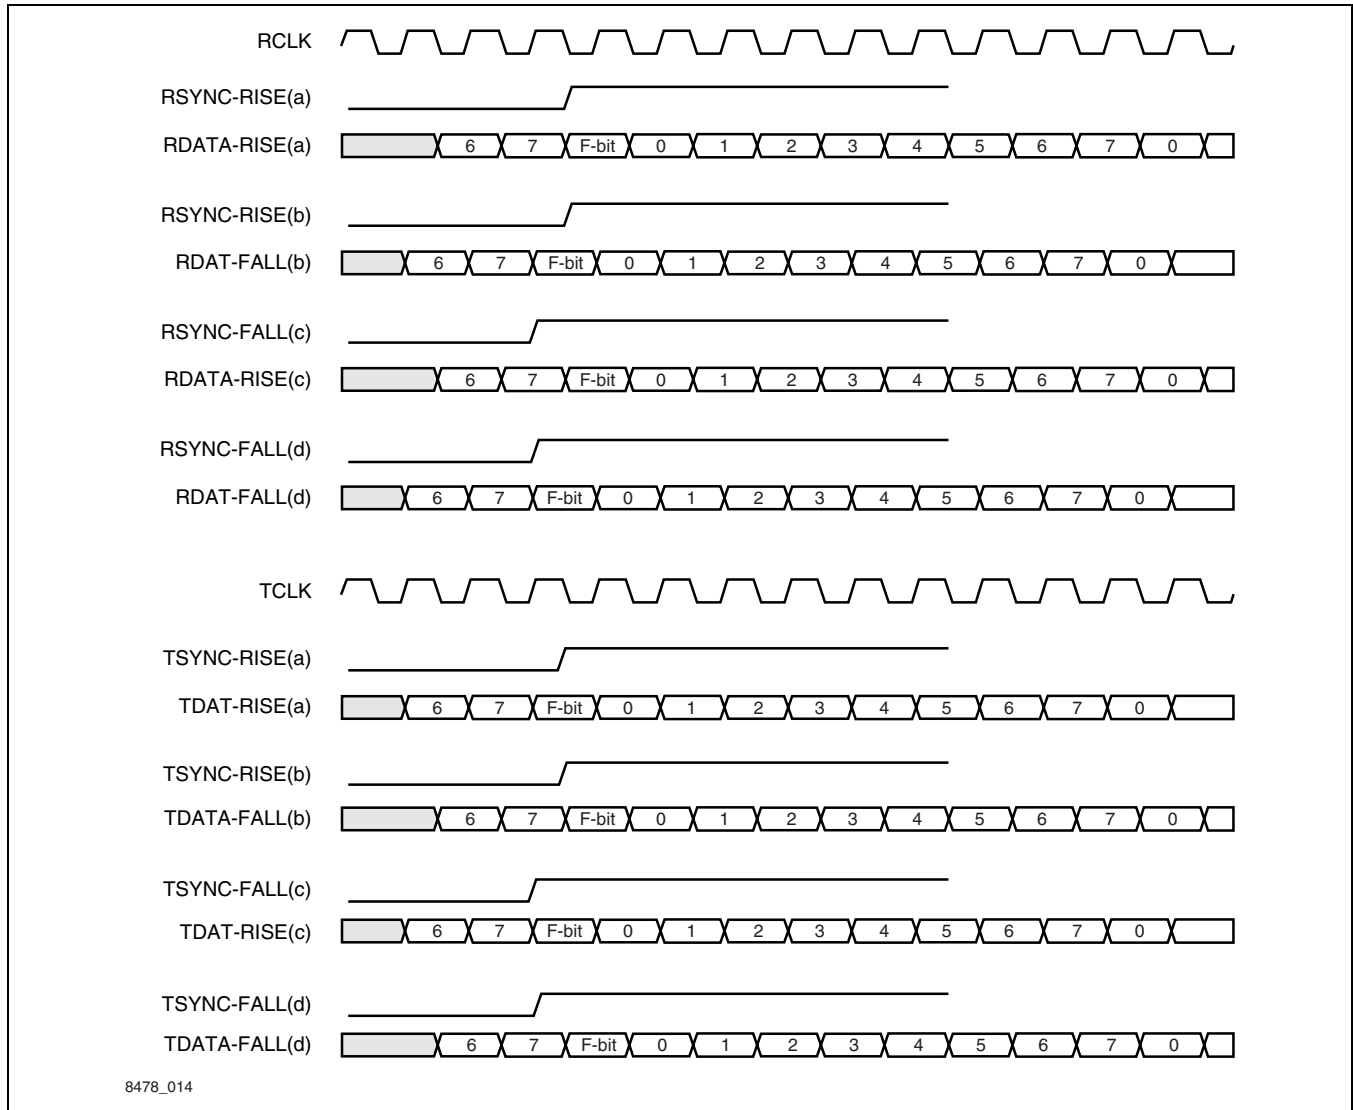 RCLK
RSYNC-RISE(a)
RDATA-RISE(a) 6 7 F-bit 0 1 2 3 4 5 6 7 0
RSYNC-RISE(b)
RDAT-FALL(b) 6 7 F-bit 0 1 2 3 4 5 6 7 0
RSYNC-FALL(c)
RDATA-RISE(c) 6 7 F-bit 0 1 2 3 4 5 6 7 0
RSYNC-FALL(d)
RDAT-FALL(d) 6 7 F-bit 0 1 2 3 4 5 6 7 0
TCLK
TSYNC-RISE(a)
TDAT-RISE(a) 6 7 F-bit 0 1 2 3 4 5 6 7 0
TSYNC-RISE(b)
TDATA-FALL(b) 6 7 F-bit 0 1 2 3 4 5 6 7 0
TSYNC-FALL(c)
TDAT-RISE(c) 6 7 F-bit 0 1 2 3 4 5 6 7 0
TSYNC-FALL(d)
TDATA-FALL(d) 6 7 F-bit 0 1 2 3 4 5 6 7 0
8478_014